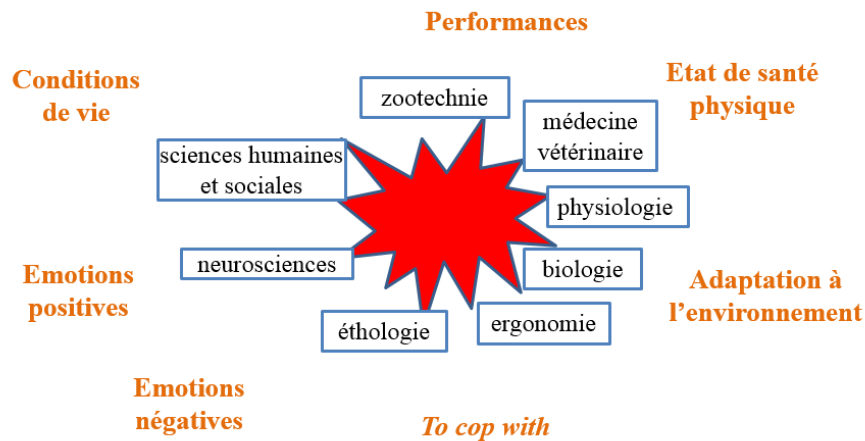 Performances
Conditions
de vie
Etat de santé
physique
zootechnie
médecine
vétérinaire
sciences humaines
et sociales
physiologie
neurosciences
biologie
Emotions
positives
Adaptation à
l’environnement
éthologie
ergonomie
Emotions
négatives
To cop with